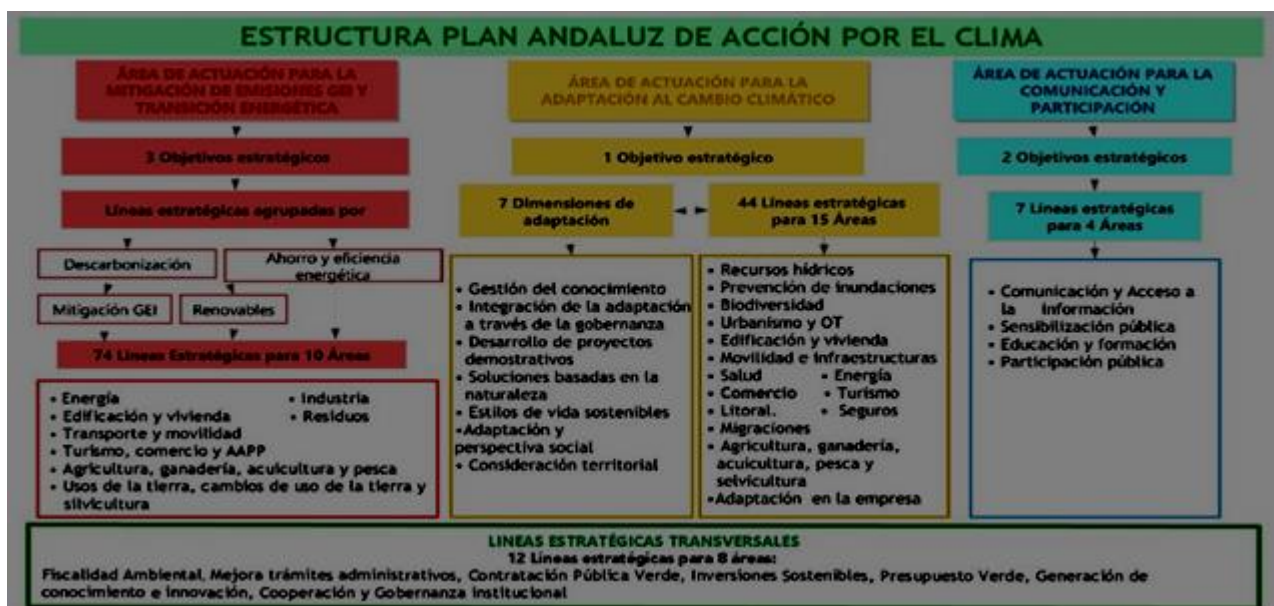 ESTRUCTURA PLAN ANDALUZ DE ACCIÓN POR EL CLIMA
ÁREA DE ACTUACIÓN PARA LA
MITIGACIÓN DE EMISIONES GEI Y
TRANSICIÓN ENERGÉTICA
3 Objetivos estratégicos
Líneas estratégicas agrupadas por
Descarbonización
Ahorro y eficiencia
energética
Mitigación GEI
Renovables
74 Líneas Estratégicas para 10 Áreas
• Energía
• Industria
• Edificación y vivienda
• Residuos
• Transporte y movilidad
• Turismo, comercio y AAPP
• Agricultura, ganadería, acuicultura y pesca
• Usos de la tierra, cambios de uso de la tierra y
silvicultura
ÁREA DE ACTUACIÓN PARA LA
ADAPTACIÓN AL CAMBIO CLIMÁTICO
1 Objetivo estratégico
7 Dimensiones de
adaptación
• Gestión del conocimiento
• Integración de la adaptación
a través de la gobernanza
• Desarrollo de proyectos
demostrativos
• Soluciones basadas en la
naturaleza
• Estilos de vida sostenibles
•Adaptación y
perspectiva social
• Consideración territorial
44 Líneas estratégicas
para 15 Áreas
• Recursos hídricos
• Prevención de inundaciones
• Biodiversidad
• Urbanismo y OT
• Edificación y vivienda
• Movilidad e infraestructuras
• Salud
• Energía
• Comercio
• Turismo
• Litoral.
• Seguros
• Migraciones
• Agricultura, ganadería,
acuicultura, pesca y
selvicultura
•Adaptación en la empresa
ÁREA DE ACTUACIÓN PARA LA
COMUNICACIÓN Y
PARTICIPACIÓN
2 Objetivos estratégicos
7 Líneas estratégicas
para 4 Áreas
• Comunicación y Acceso a
la información
• Sensibilización pública
• Educación y formación
• Participación pública
LINEAS ESTRATÉGICAS TRANSVERSALES
12 Líneas estratégicas para 8 áreas:
Fiscalidad Ambiental, Mejora trámites administrativos, Contratación Pública Verde, Inversiones Sostenibles, Presupuesto Verde, Generación de
conocimiento e innovación, Cooperación y Gobernanza institucional